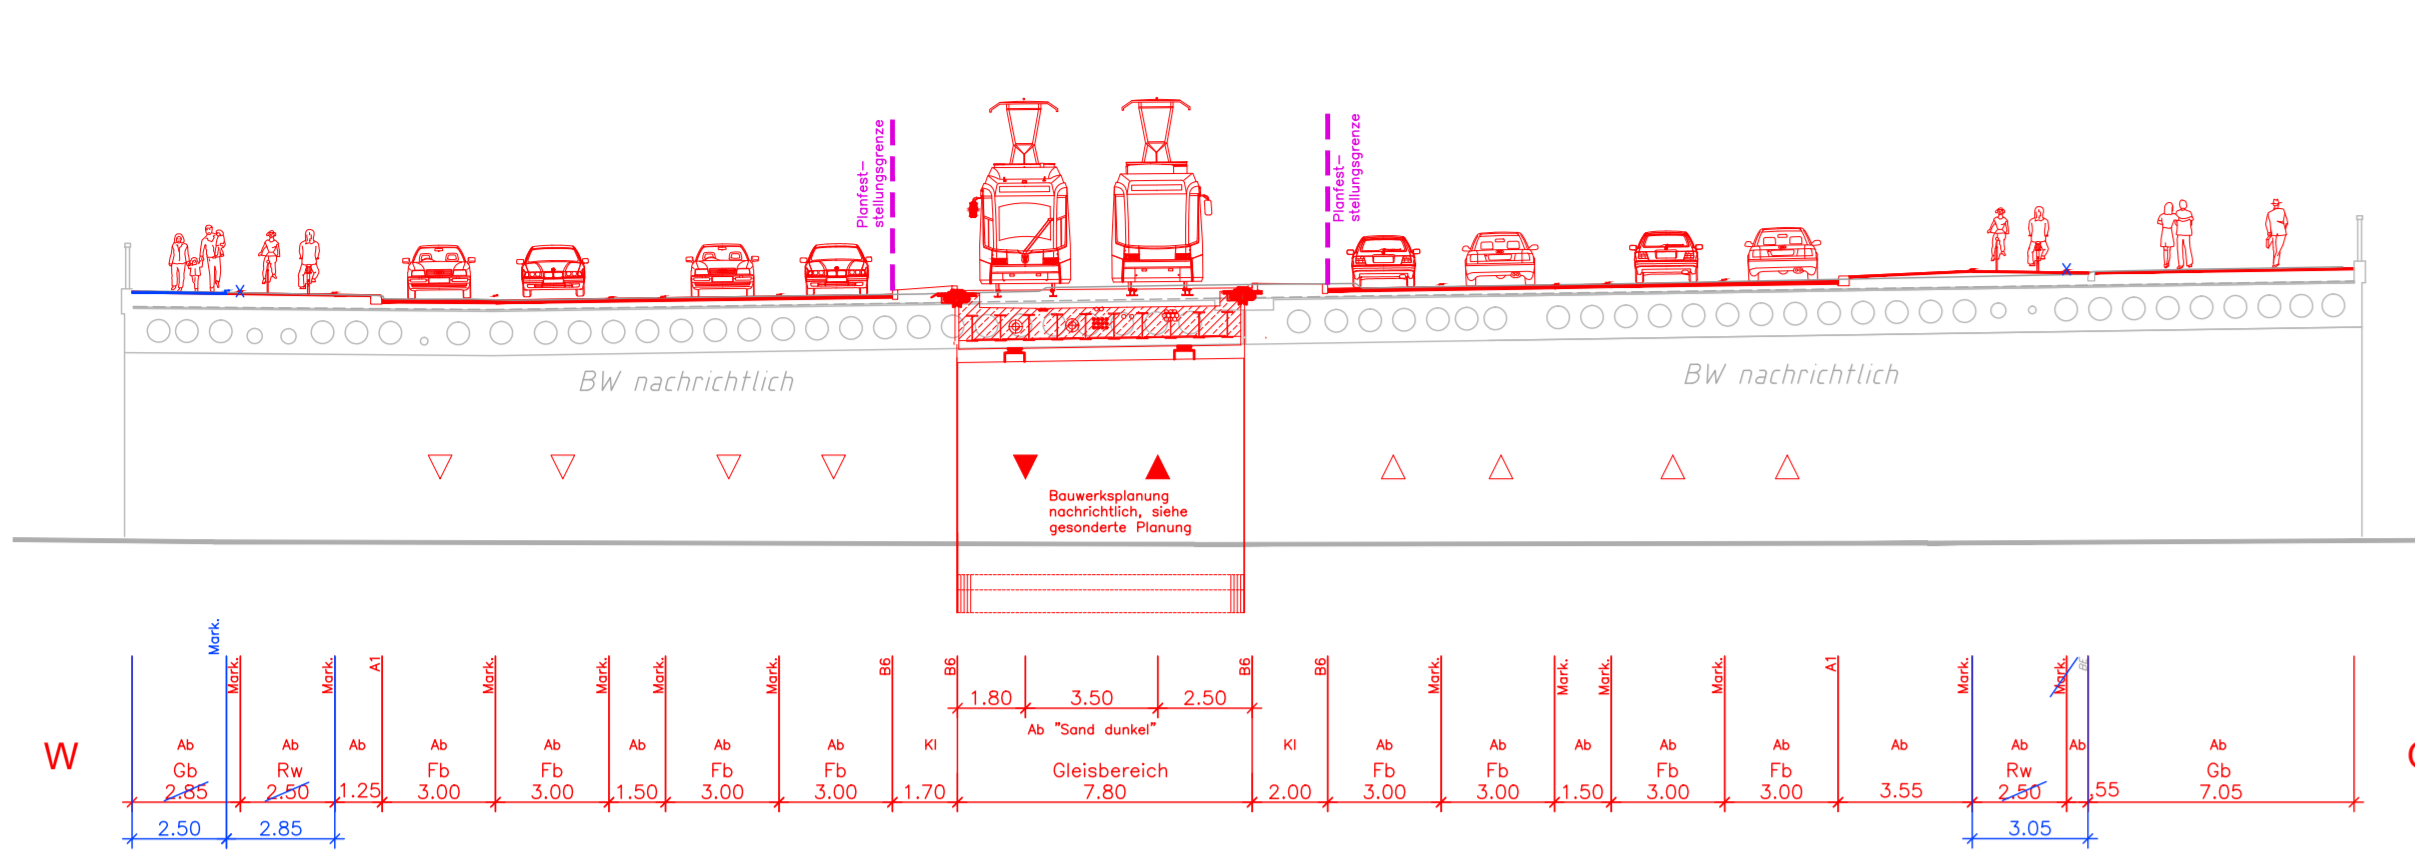 Planfest-
stellungsgrenze
Planfest-
stellungsgrenze
BW nachrichtlich
BW nachrichtlich
Bauwerksplanung
nachrichtlich, siehe
gesonderte Planung
Mark.
Mark. Mark. A1 Mark. Mark. Mark. Mark. B6 B6 B6 B6 Mark. Mark. Mark. Mark. A1 Mark. Mark.
1.80 3.50 2.50
Ab "Sand dunkel"
W
Ab Ab Ab Ab Ab Ab Ab Ab Kl Kl Ab Ab Ab Ab Ab Ab Ab Ab Ab
Gb Rw Fb Fb Fb Fb Gleisbereich Fb Fb Fb Fb Rw Gb
2.85 2.50 1.25 3.00 3.00 1.50 3.00 3.00 1.70 7.80 2.00 3.00 3.00 1.50 3.00 3.00 3.55 2.50 .55 7.05
2.50 2.85 3.05